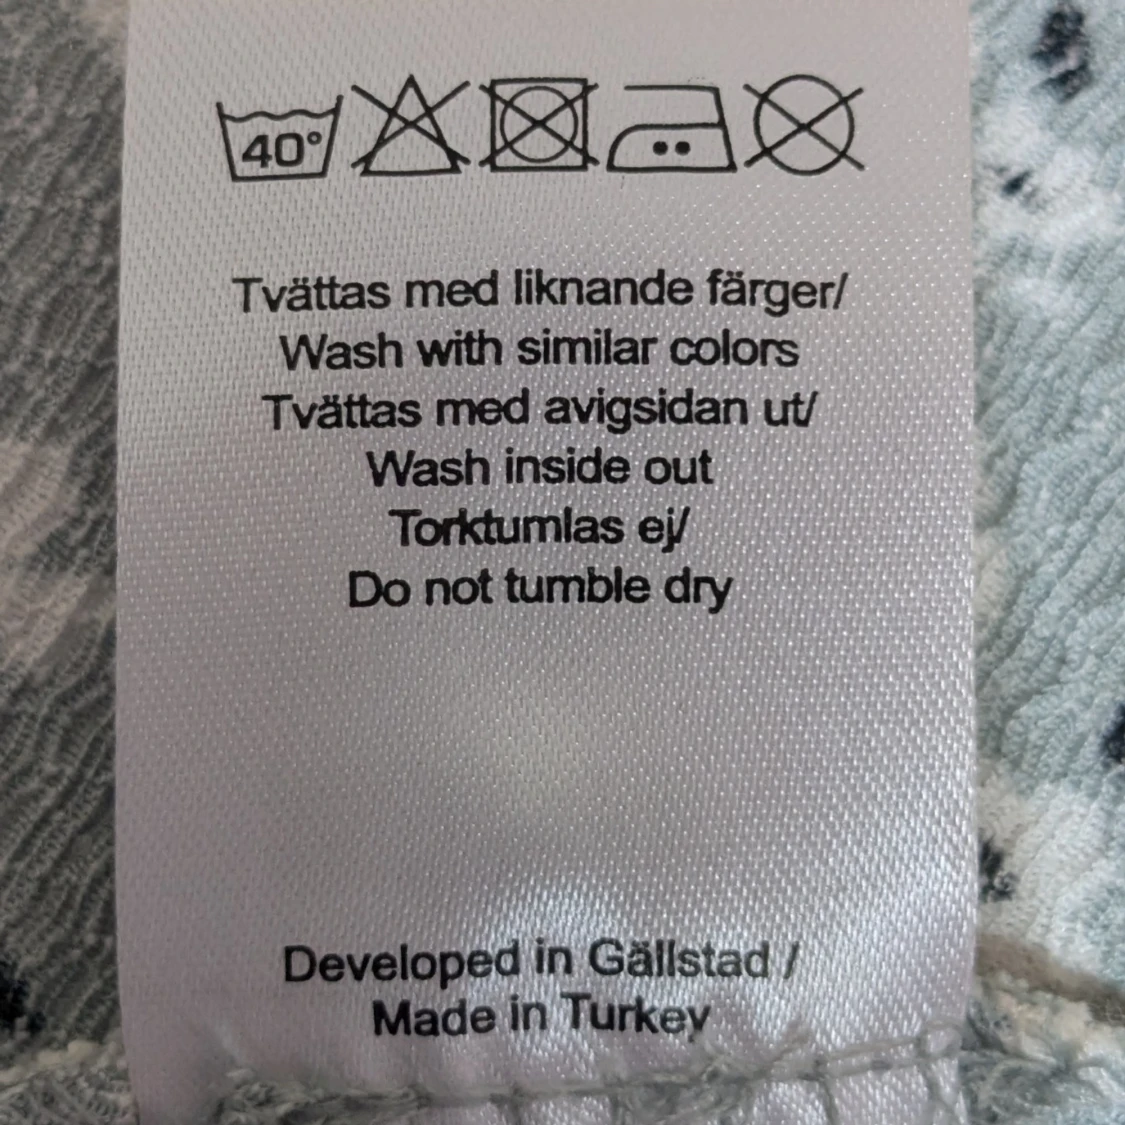 40°
Tvättas med liknande färger/
Wash with similar colors
Tvättas med avigsidan ut/
Wash inside out
Torktumlas ej/
Do not tumble dry
Developed in Gällstad /
Made in Turkey